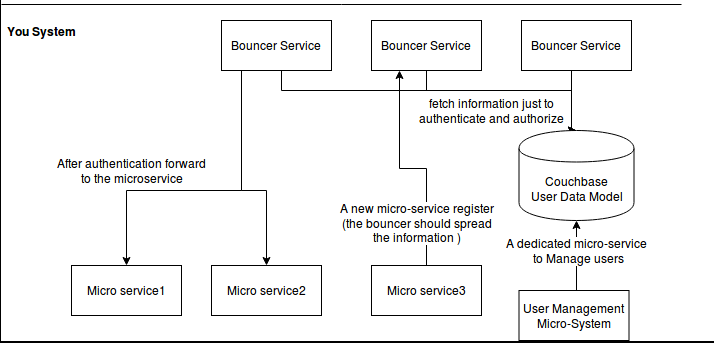 You System
Bouncer Service
Bouncer Service
Bouncer Service
fetch information just to
authenticate and authorize
After authentication forward
to the microservice
Couchbase
User Data Model
A new micro-service register
(the bouncer should spread
the information )
A dedicated micro-service
to Manage users
Micro service1
Micro service2
Micro service3
User Management
Micro-System